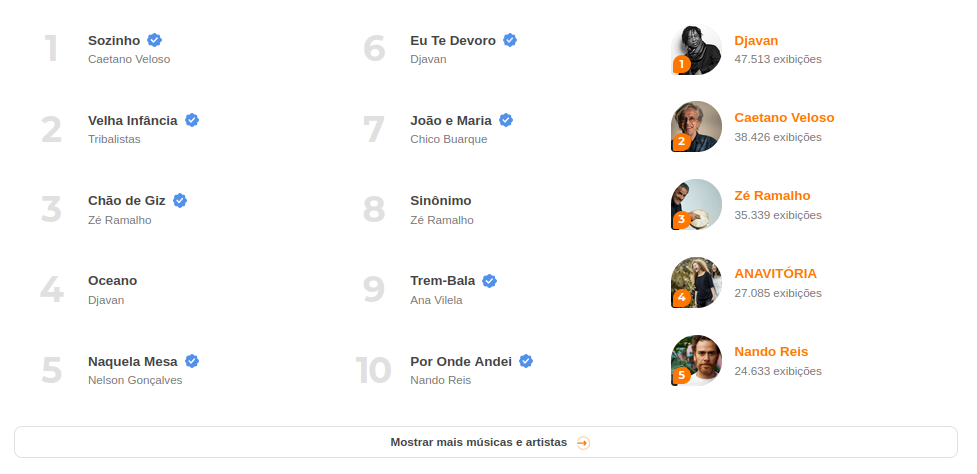 1
Sozinho
Caetano Veloso
2
Velha Infância
Tribalistas
3
Chão de Giz
Zé Ramalho
4
Oceano
Djavan
5
Naquela Mesa
Nelson Gonçalves
6
Eu Te Devoro
Djavan
7
João e Maria
Chico Buarque
8
Sinônimo
Zé Ramalho
9
Trem-Bala
Ana Vilela
10
Por Onde Andei
Nando Reis
1
Djavan
47.513 exibições
2
Caetano Veloso
38.426 exibições
3
Zé Ramalho
35.339 exibições
4
ANAVITÓRIA
27.085 exibições
5
Nando Reis
24.633 exibições
Mostrar mais músicas e artistas →